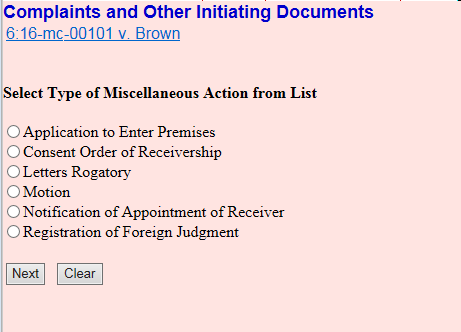 Complaints and Other Initiating Documents
6:16-mc-00101 v. Brown
Select Type of Miscellaneous Action from List
Application to Enter Premises
Consent Order of Receivership
Letters Rogatory
Motion
Notification of Appointment of Receiver
Registration of Foreign Judgment
Next Clear